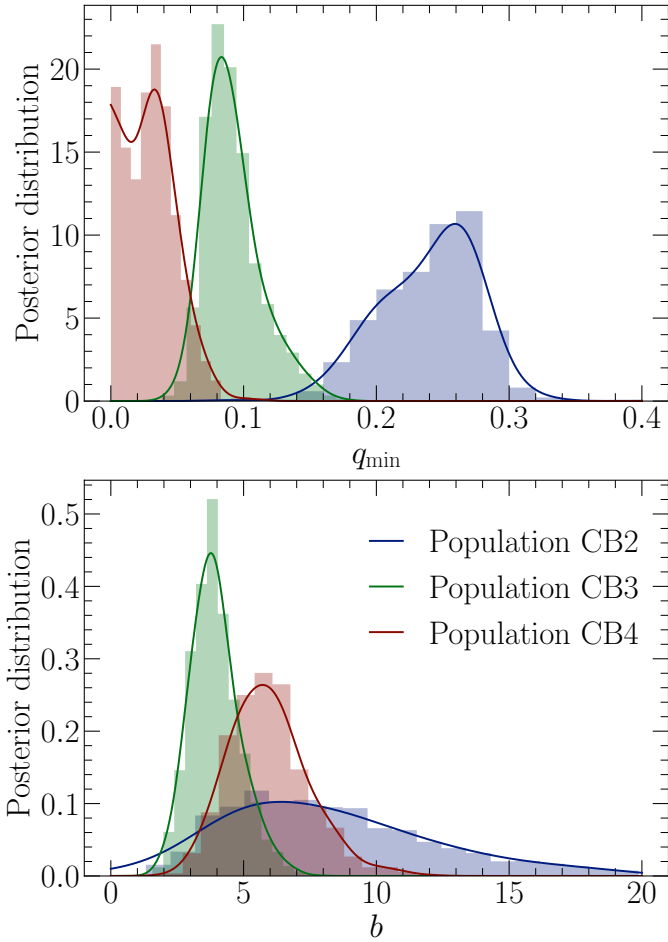 Posterior distribution
20
15
10
5
0
0.0 0.1 0.2 0.3 0.4
q_min
Posterior distribution
0.5
0.4
0.3
0.2
0.1
0.0
Population CB2
Population CB3
Population CB4
0 5 10 15 20
b